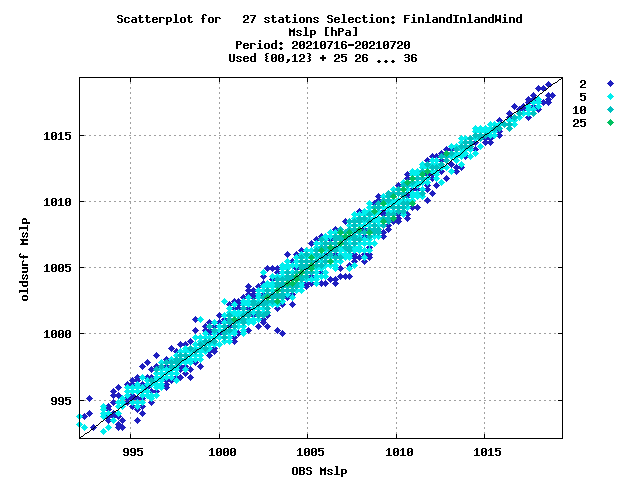 Scatterplot for   27 stations Selection: FinlandInlandWind
Mslp [hPa]
Period: 20210716-20210720
Used {00,12} + 25 26 ... 36
2
5
10
25
1015
1010
1005
1000
995
oldsurf Mslp
995 1000 1005 1010 1015
OBS Mslp